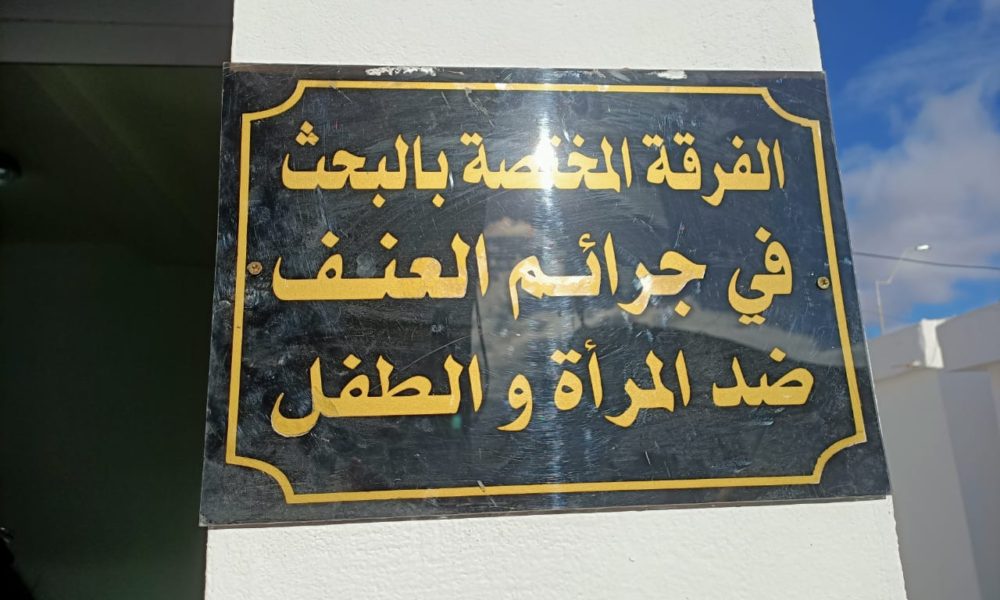 الفرقة المختصة بالبحث
في جرائم العنف
ضد المرأة و الطفل